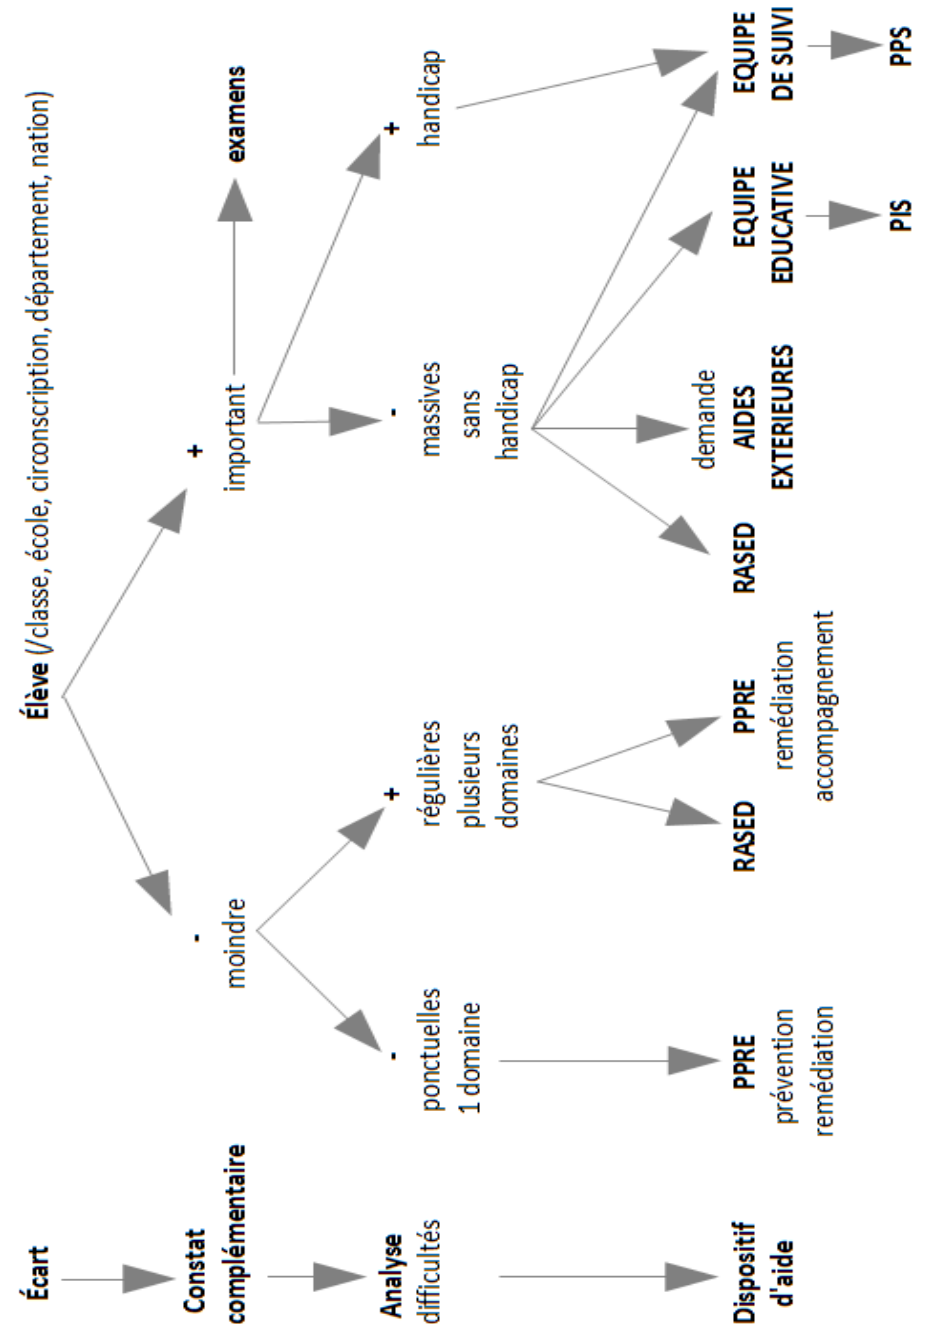 Écart
Élève (/classe, école, circonscription, département, nation)
Constat
complémentaire
-
moindre
+
important
examens
Analyse
difficultés
-
ponctuelles
1 domaine
+
régulières
plusieurs
domaines
-
massives
sans
handicap
+
handicap
Dispositif
d'aide
PPRE
prévention
remédiation
RASED
PPRE
remédiation
accompagnement
RASED
demande
AIDES
EXTERIEURES
EQUIPE
EDUCATIVE
PIS
EQUIPE
DE SUIVI
PPS